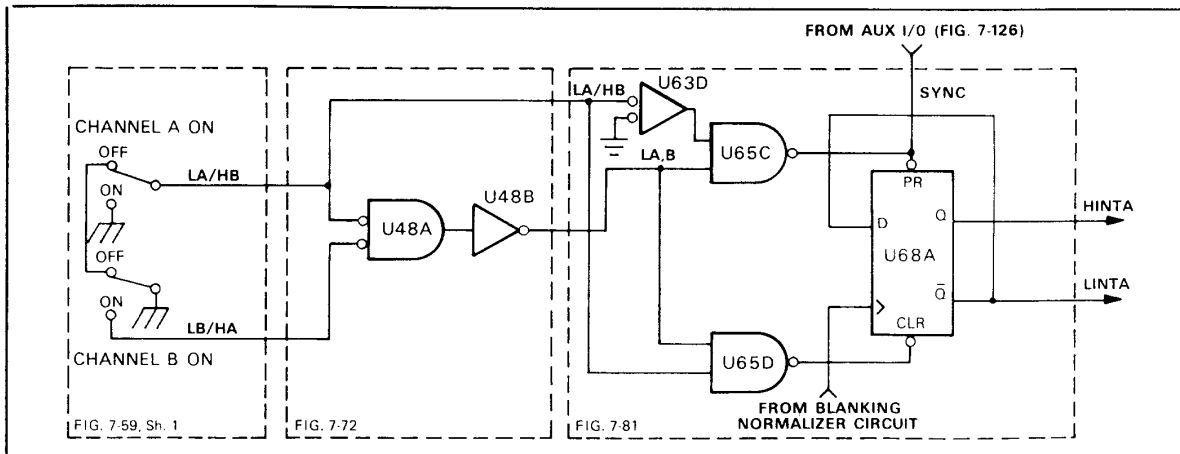 FROM AUX I/O (FIG. 7-126)
SYNC
CHANNEL A ON
OFF
ON
LA/HB
OFF
ON
LB/HA
CHANNEL B ON
FIG. 7-59, Sh. 1
U48A
U48B
FIG. 7-72
LA/HB
U63D
LA,B
U65C
U65D
PR
D
Q
U68A
Q̅
CLR
HINTA
LINTA
FROM BLANKING
NORMALIZER CIRCUIT
FIG. 7-81